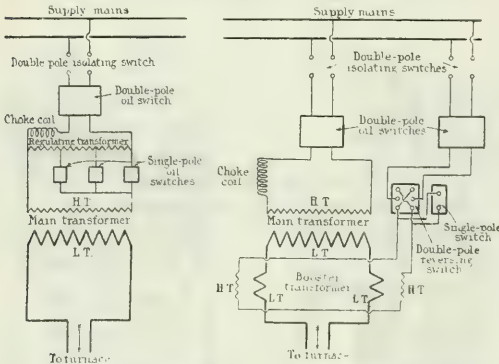 Supply mains
Double pole isolating switch
Double-pole
oil switch
Choke coil
Regulating transformer
Single-pole
oil
switches
H.T
Main transformer
L.T.
To furnace
Supply mains
Double-pole
isolating switches
Double-pole
oil switches
Choke
coil
H.T
Main transformer
L.T
Single-pole
switch
Double-pole
reversing
switch
Booster
transformer
H.T
L.T
L.T
H.T
To furnace